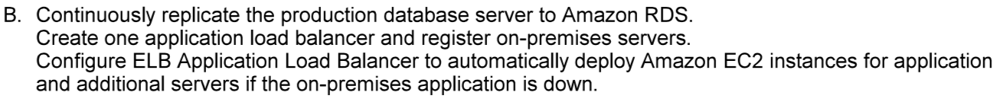 B. Continuously replicate the production database server to Amazon RDS.
Create one application load balancer and register on-premises servers.
Configure ELB Application Load Balancer to automatically deploy Amazon EC2 instances for application
and additional servers if the on-premises application is down.